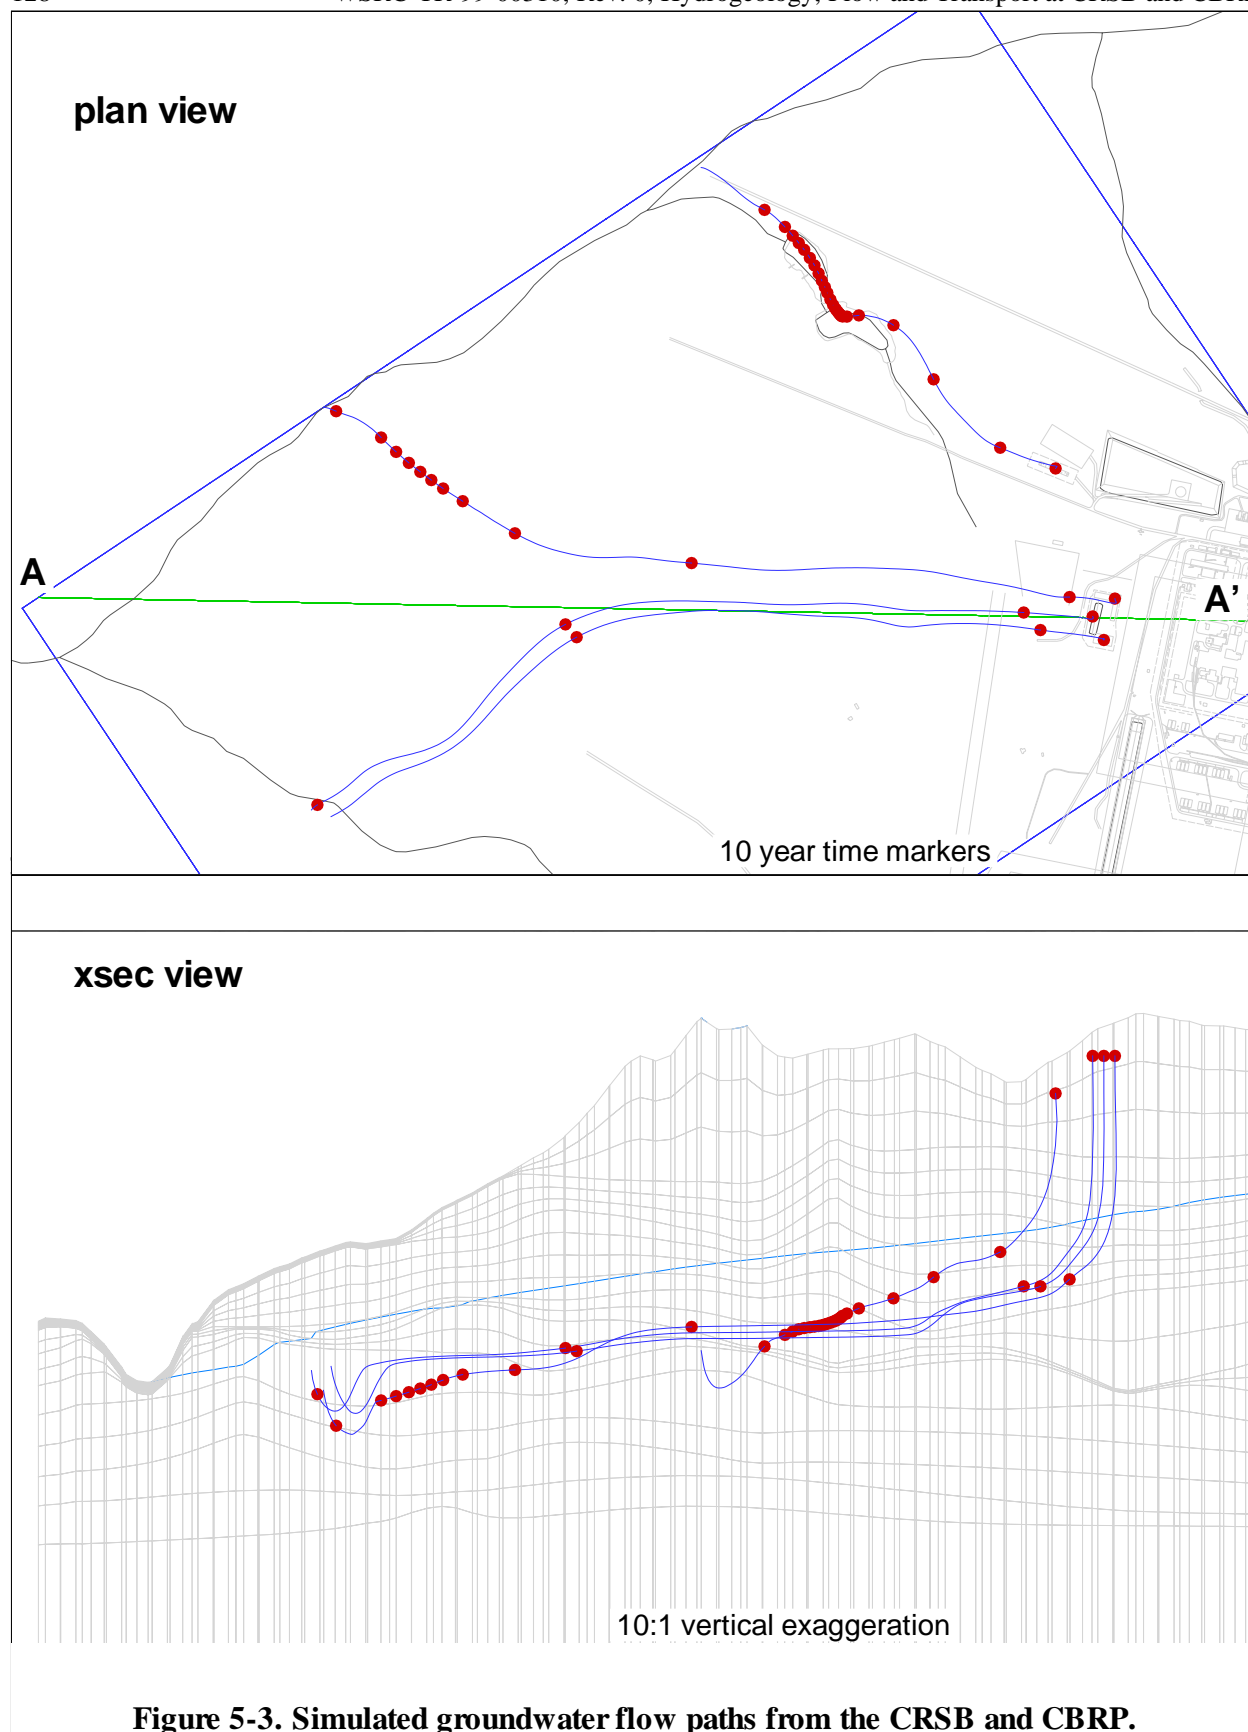 plan view
A
A'
10 year time markers
xsec view
10:1 vertical exaggeration
Figure 5-3. Simulated groundwater flow paths from the CRSB and CBRP.